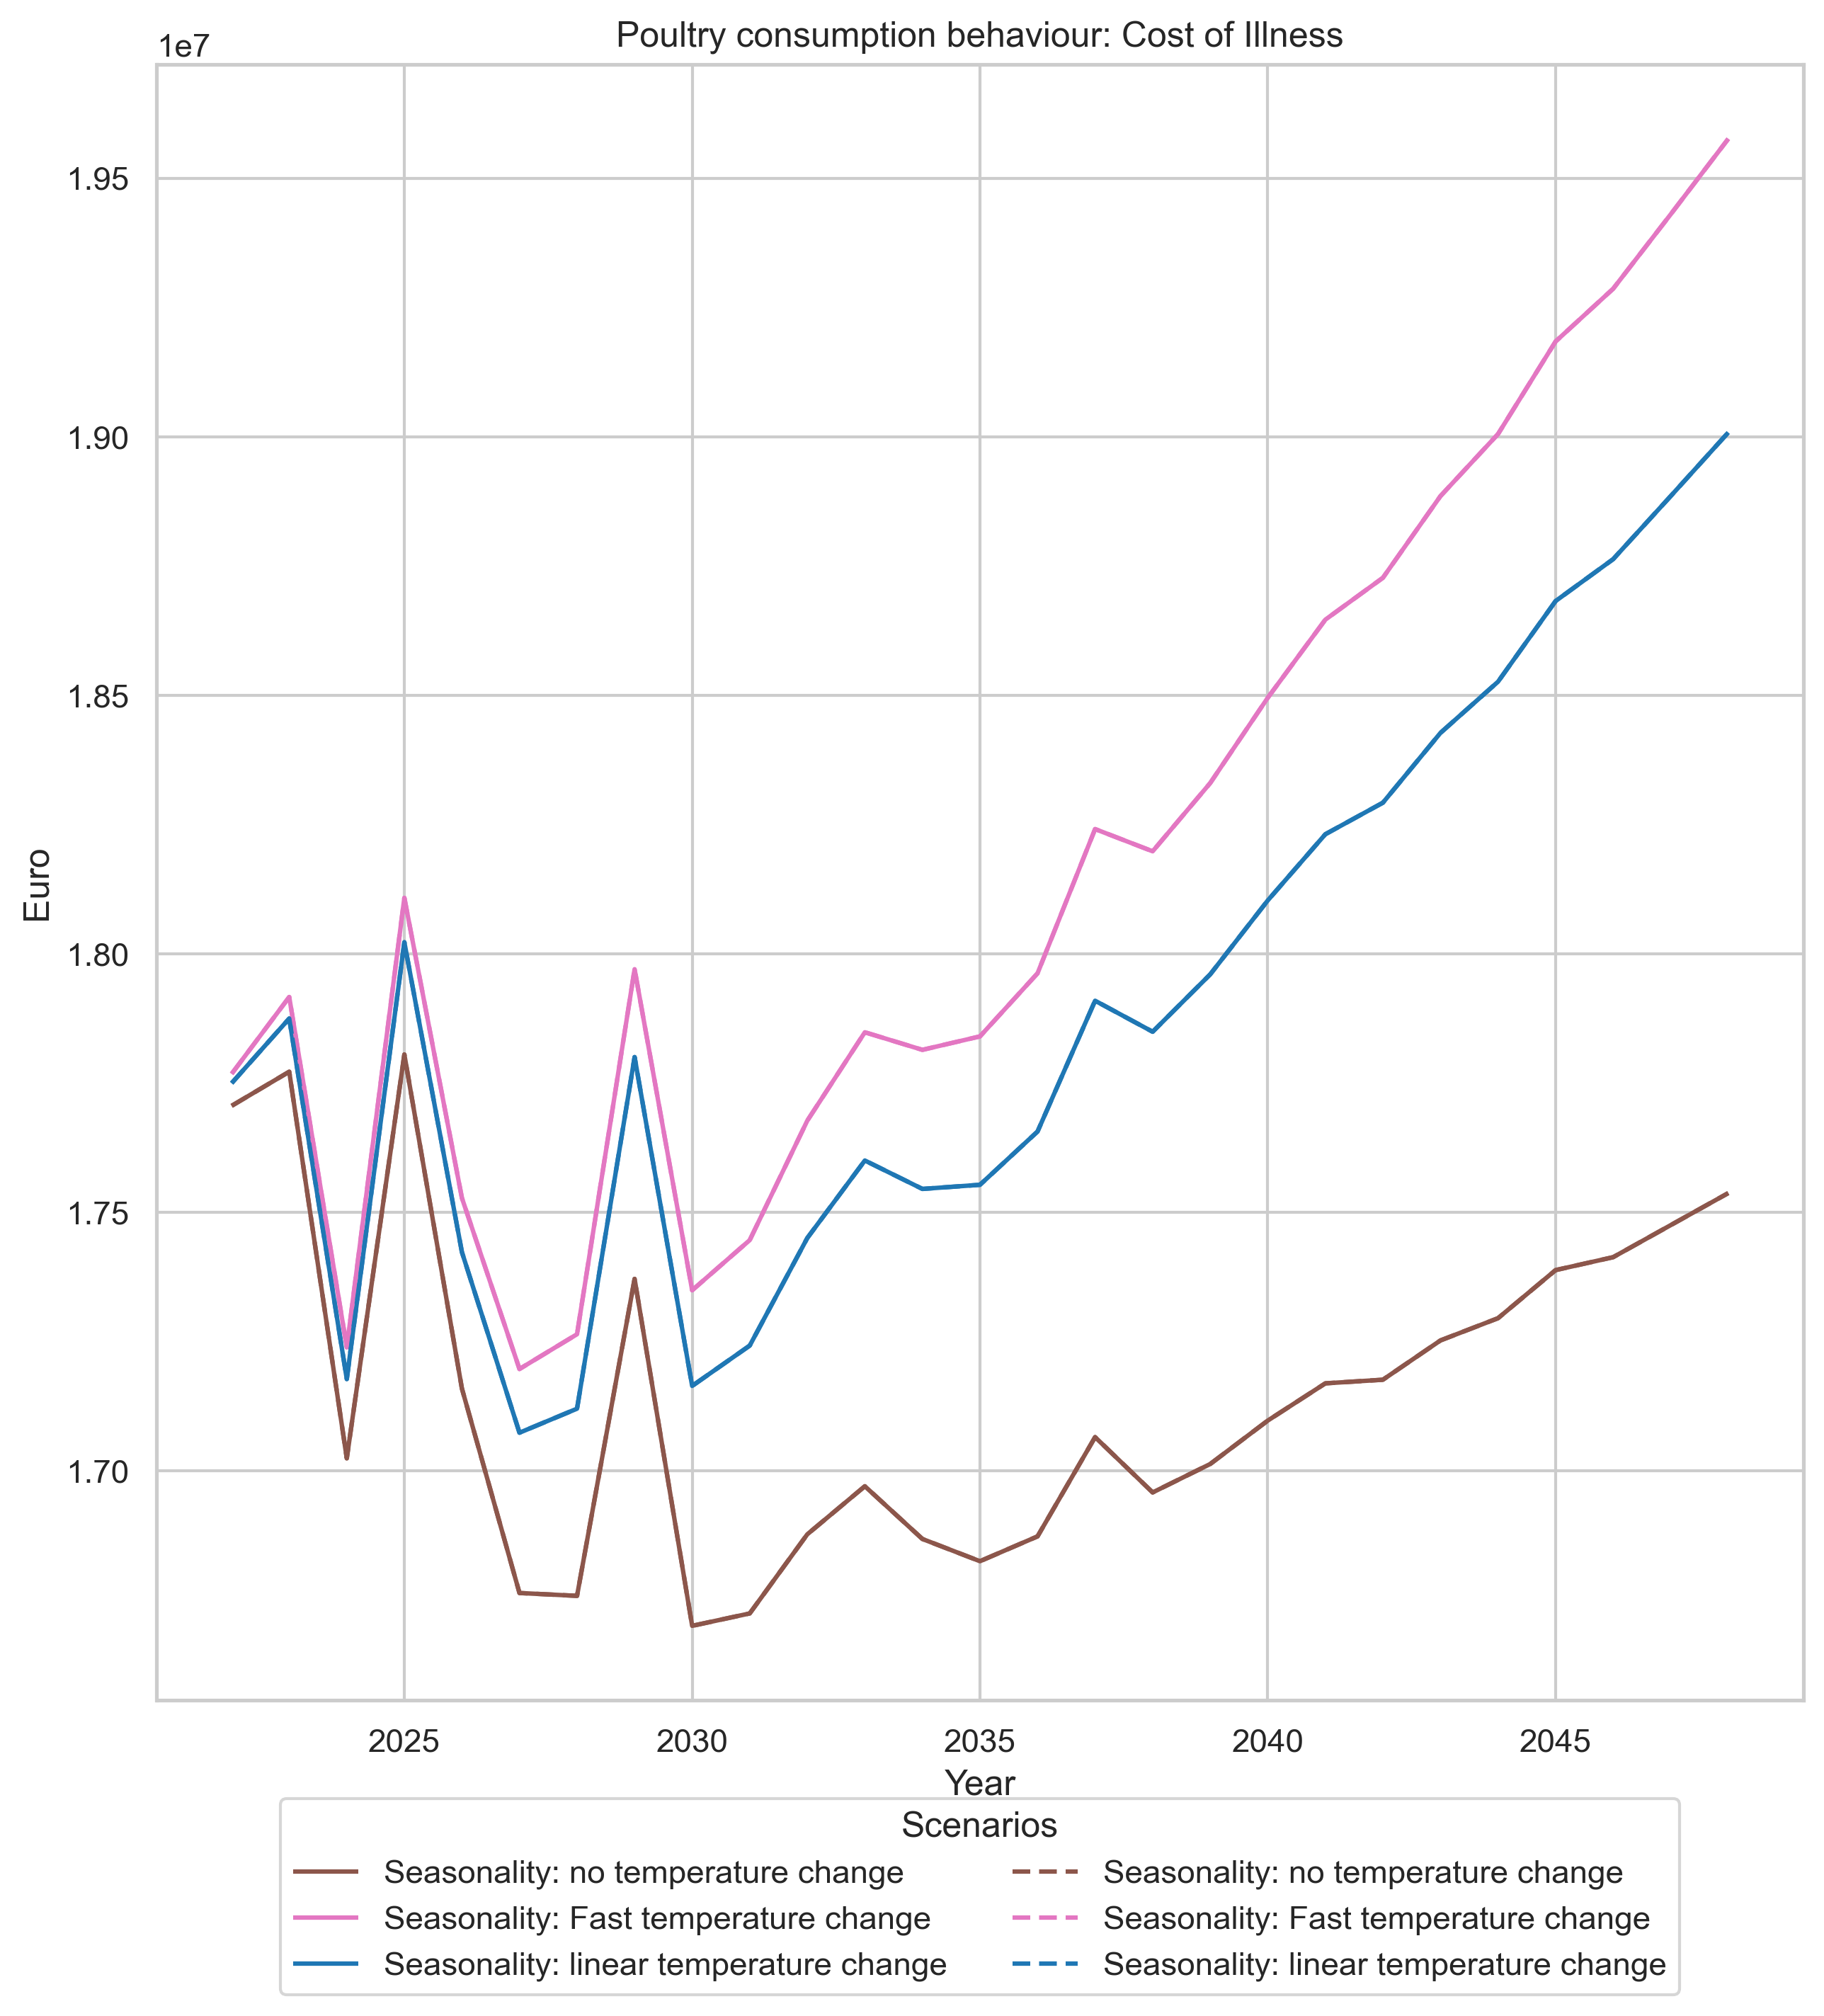 Poultry consumption behaviour: Cost of Illness
1e7
1.95
1.90
1.85
1.80
1.75
1.70
Euro
2025 2030 2035 2040 2045
Year
Scenarios
Seasonality: no temperature change Seasonality: no temperature change
Seasonality: Fast temperature change Seasonality: Fast temperature change
Seasonality: linear temperature change Seasonality: linear temperature change